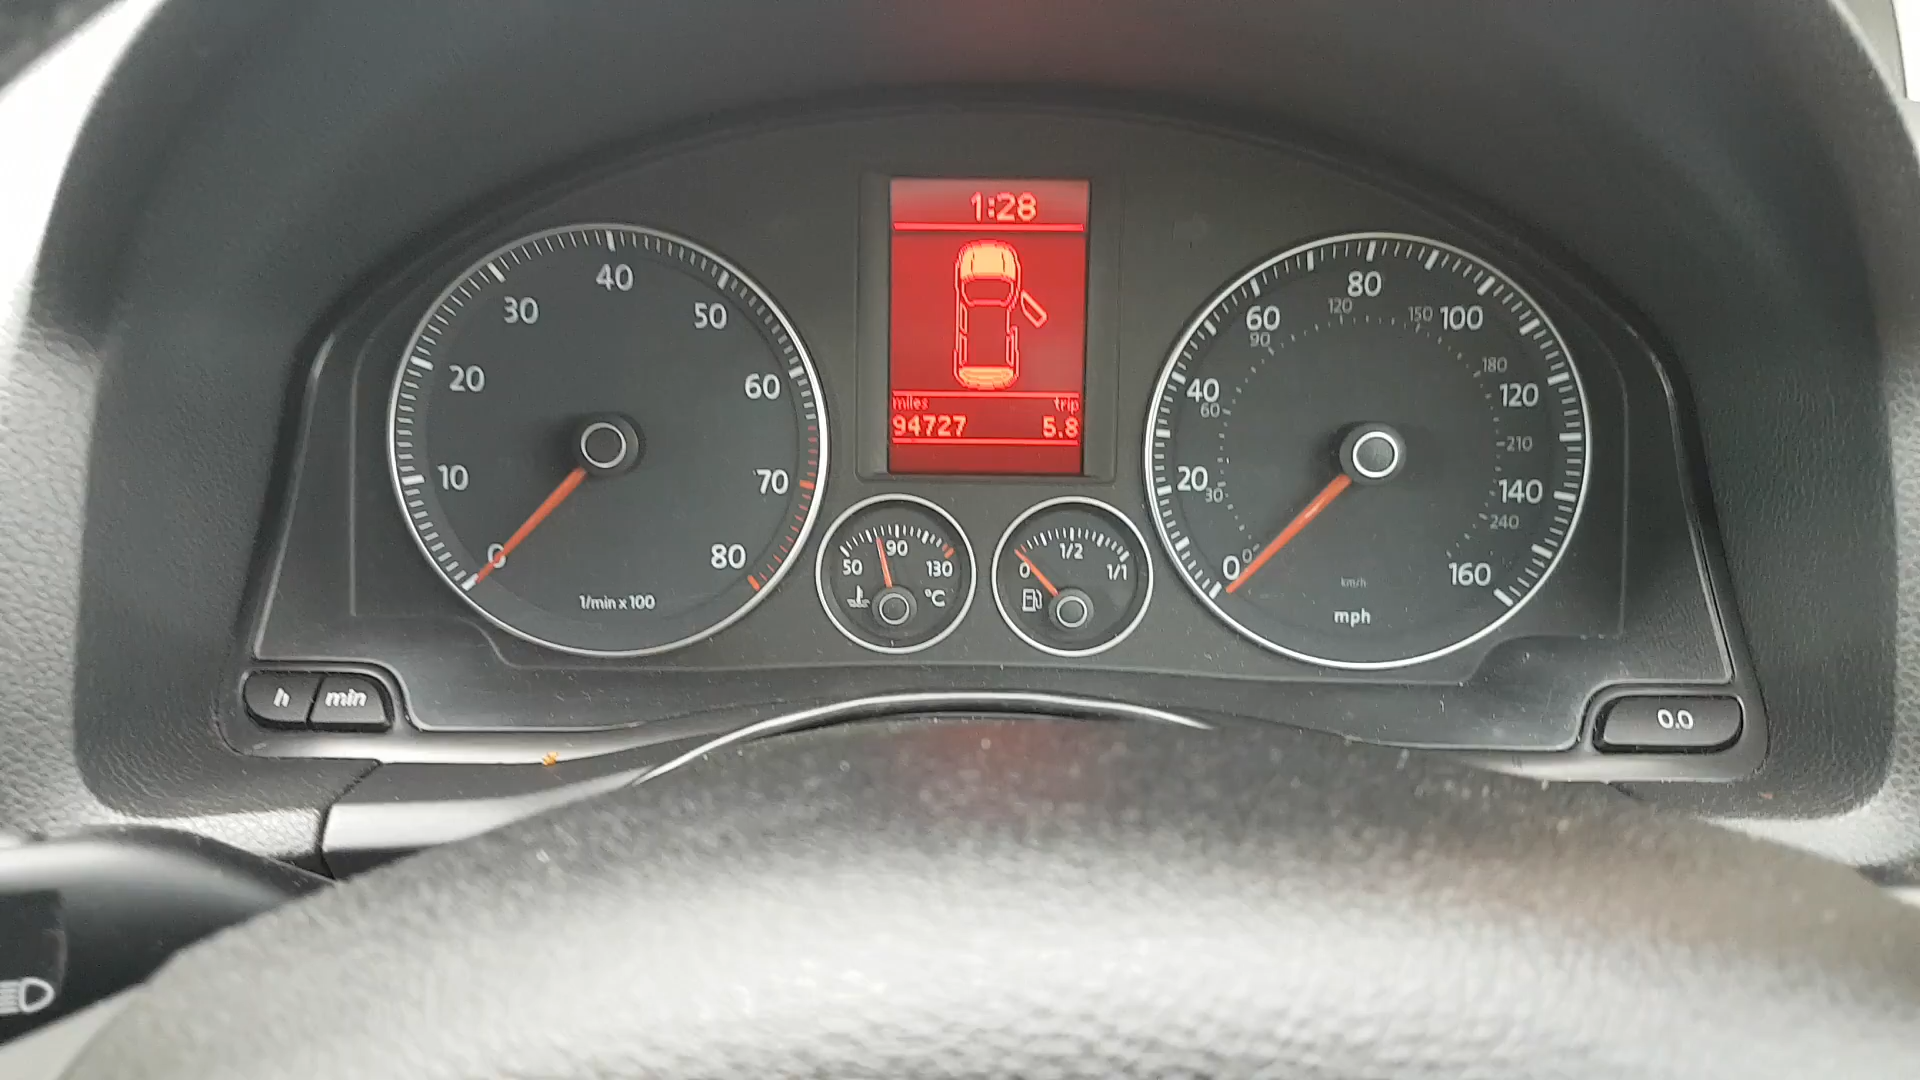 1:28
miles trip
94727 5.8
0 10 20 30 40 50 60 70 80
1/min x 100
50 90 130
°C
0 1/2 1/1
0 20 40 60 80 100 120 140 160
0 30 60 90 120 150 180 210 240
km/h
mph
h min
0.0